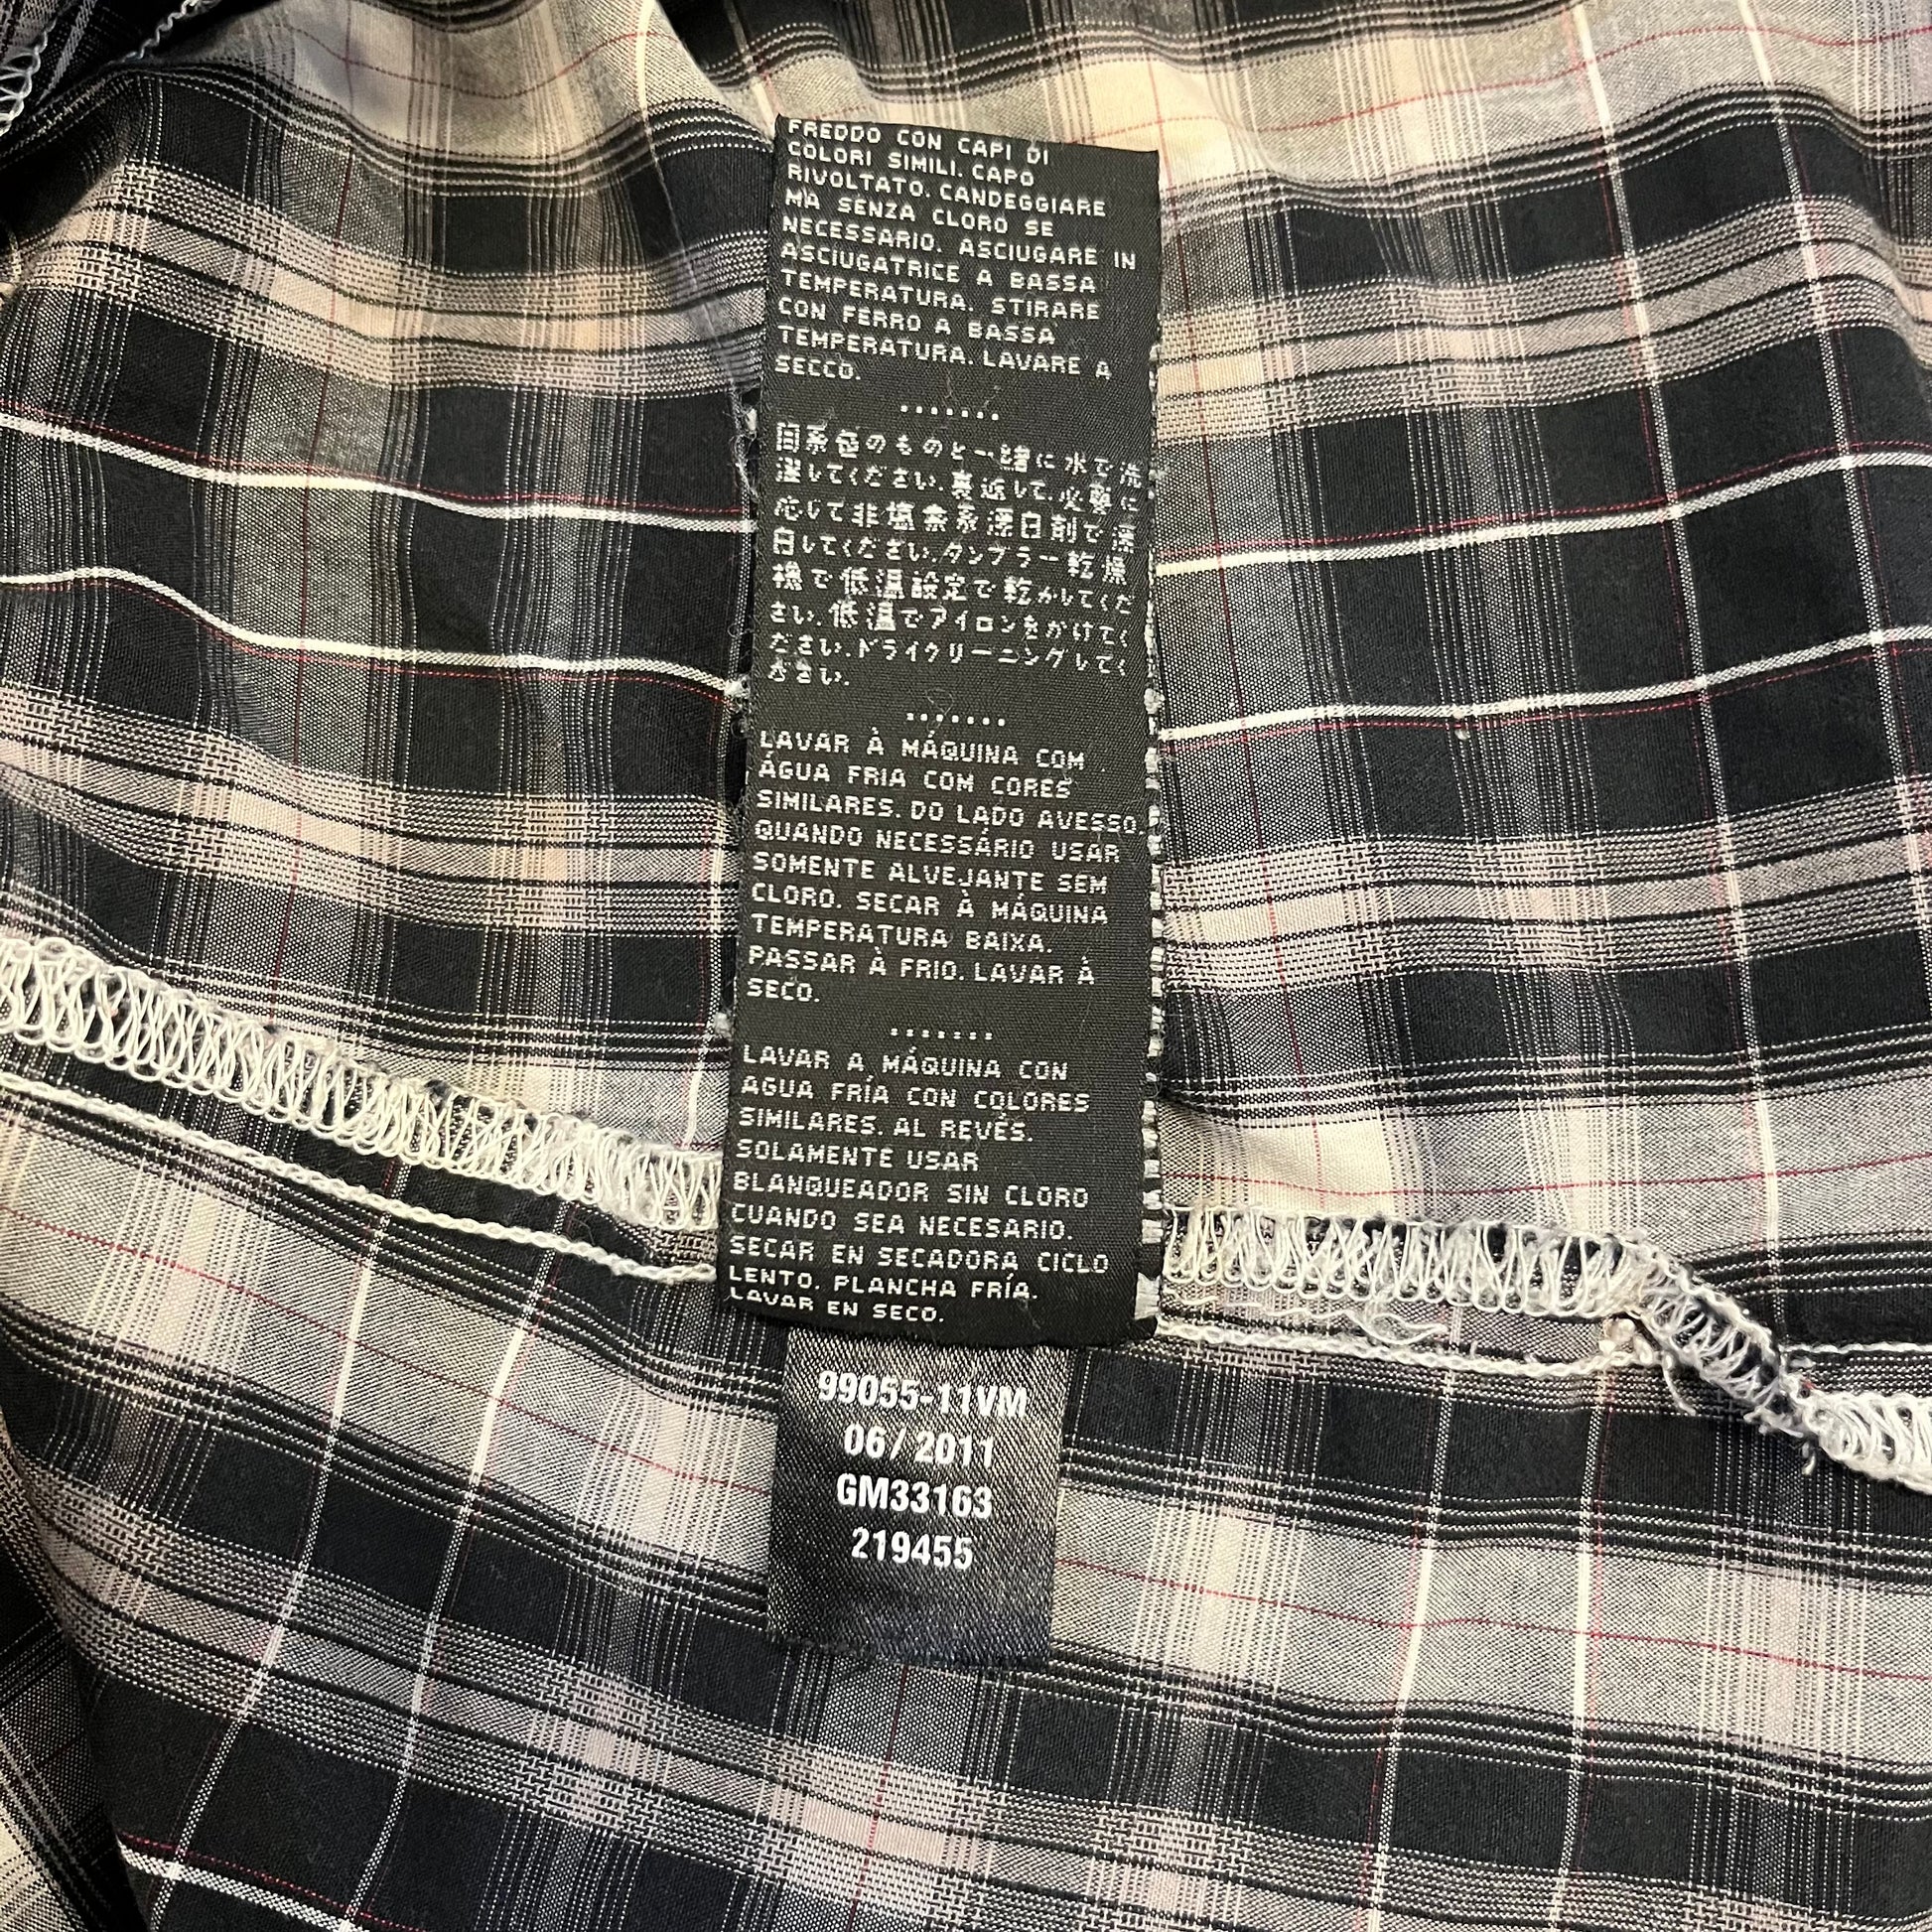 FREDDO CON CAPI DI
COLORI SIMILI. CAPO
RIVOLTATO. CANDEGGIARE
MA SENZA CLORO SE
NECESSARIO. ASCIUGARE IN
ASCIUGATRICE A BASSA
TEMPERATURA. STIRARE
CON FERRO A BASSA
TEMPERATURA. LAVARE A
SECCO.
.......
同系色のものと一緒に水で洗
濯してください.裏返して.必要に
応じて非塩素系漂白剤で漂
白してください.タンブラー乾燥
機で低温設定で乾かしてくだ
さい.低温でアイロンをかけてく
ださい.ドライクリーニングしてく
ださい.
.......
LAVAR À MÁQUINA COM
ÁGUA FRIA COM CORES
SIMILARES. DO LADO AVESSO.
QUANDO NECESSÁRIO USAR
SOMENTE ALVEJANTE SEM
CLORO. SECAR À MÁQUINA
TEMPERATURA BAIXA.
PASSAR À FRIO. LAVAR À
SECO.
.......
LAVAR A MÁQUINA CON
AGUA FRÍA CON COLORES
SIMILARES. AL REVÉS.
SOLAMENTE USAR
BLANQUEADOR SIN CLORO
CUANDO SEA NECESARIO.
SECAR EN SECADORA CICLO
LENTO. PLANCHA FRÍA.
LAVAR EN SECO.
99055-11VM
06/2011
GM33163
219455